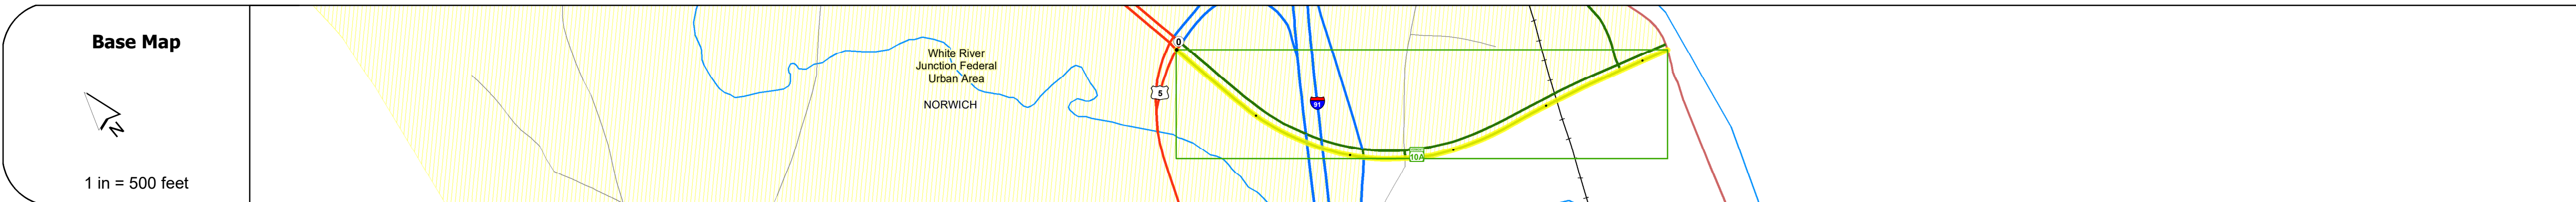 Base Map
N
1 in = 500 feet
White River
Junction Federal
Urban Area
NORWICH
0
5
91
10A